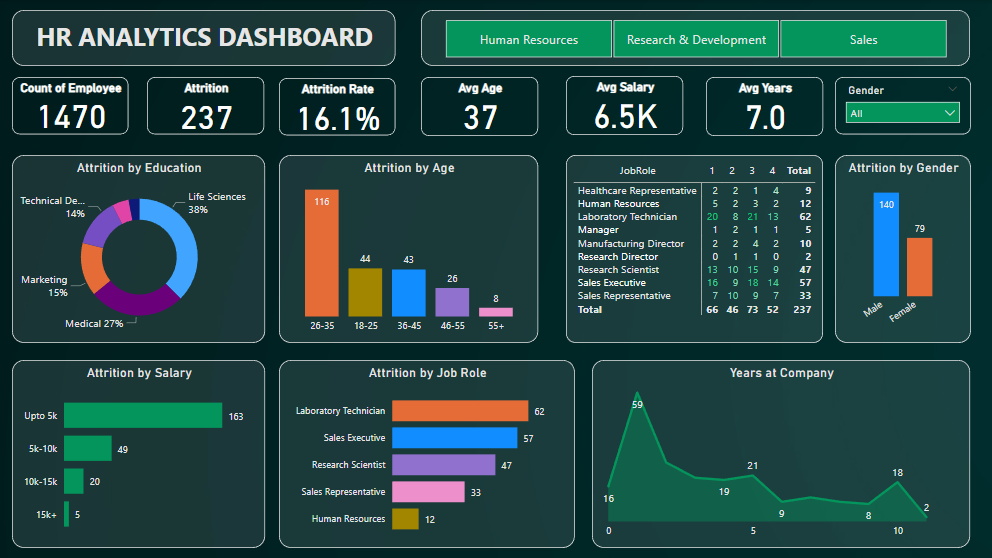 HR ANALYTICS DASHBOARD
Human Resources
Research & Development
Sales
Count of Employee
1470
Attrition
237
Attrition Rate
16.1%
Avg Age
37
Avg Salary
6.5K
Avg Years
7.0
Gender
All
Attrition by Education
Life Sciences
38%
Technical De...
14%
Marketing
15%
Medical 27%
Attrition by Age
116
44
43
26
8
26-35 18-25 36-45 46-55 55+
JobRole 1 2 3 4 Total
Healthcare Representative 2 2 1 4 9
Human Resources 5 2 3 2 12
Laboratory Technician 20 8 21 13 62
Manager 1 2 1 1 5
Manufacturing Director 2 2 4 2 10
Research Director 0 1 1 0 2
Research Scientist 13 10 15 9 47
Sales Executive 16 9 18 14 57
Sales Representative 7 10 9 7 33
Total 66 46 73 52 237
Attrition by Gender
140
79
Male
Female
Attrition by Salary
Upto 5k 163
5k-10k 49
10k-15k 20
15k+ 5
Attrition by Job Role
Laboratory Technician 62
Sales Executive 57
Research Scientist 47
Sales Representative 33
Human Resources 12
Years at Company
59
16
19
21
9
8
18
2
0 5 10